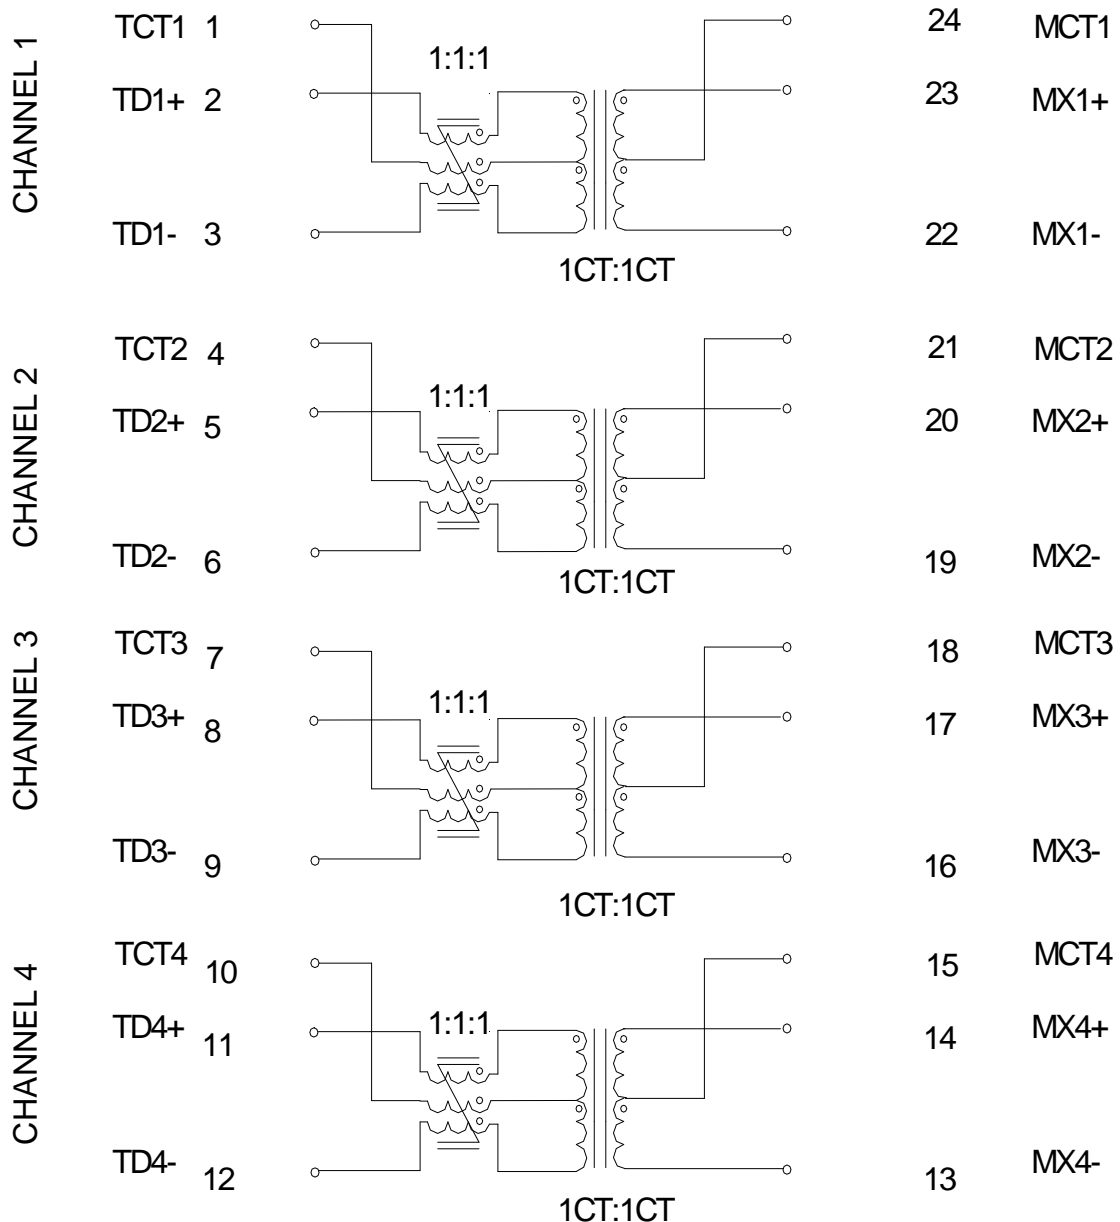 CHANNEL 1
TCT1 1 24 MCT1
1:1:1
TD1+ 2 23 MX1+
TD1- 3 22 MX1-
1CT:1CT
CHANNEL 2
TCT2 4 21 MCT2
1:1:1
TD2+ 5 20 MX2+
TD2- 6 19 MX2-
1CT:1CT
CHANNEL 3
TCT3 7 18 MCT3
1:1:1
TD3+ 8 17 MX3+
TD3- 9 16 MX3-
1CT:1CT
CHANNEL 4
TCT4 10 15 MCT4
1:1:1
TD4+ 11 14 MX4+
TD4- 12 13 MX4-
1CT:1CT